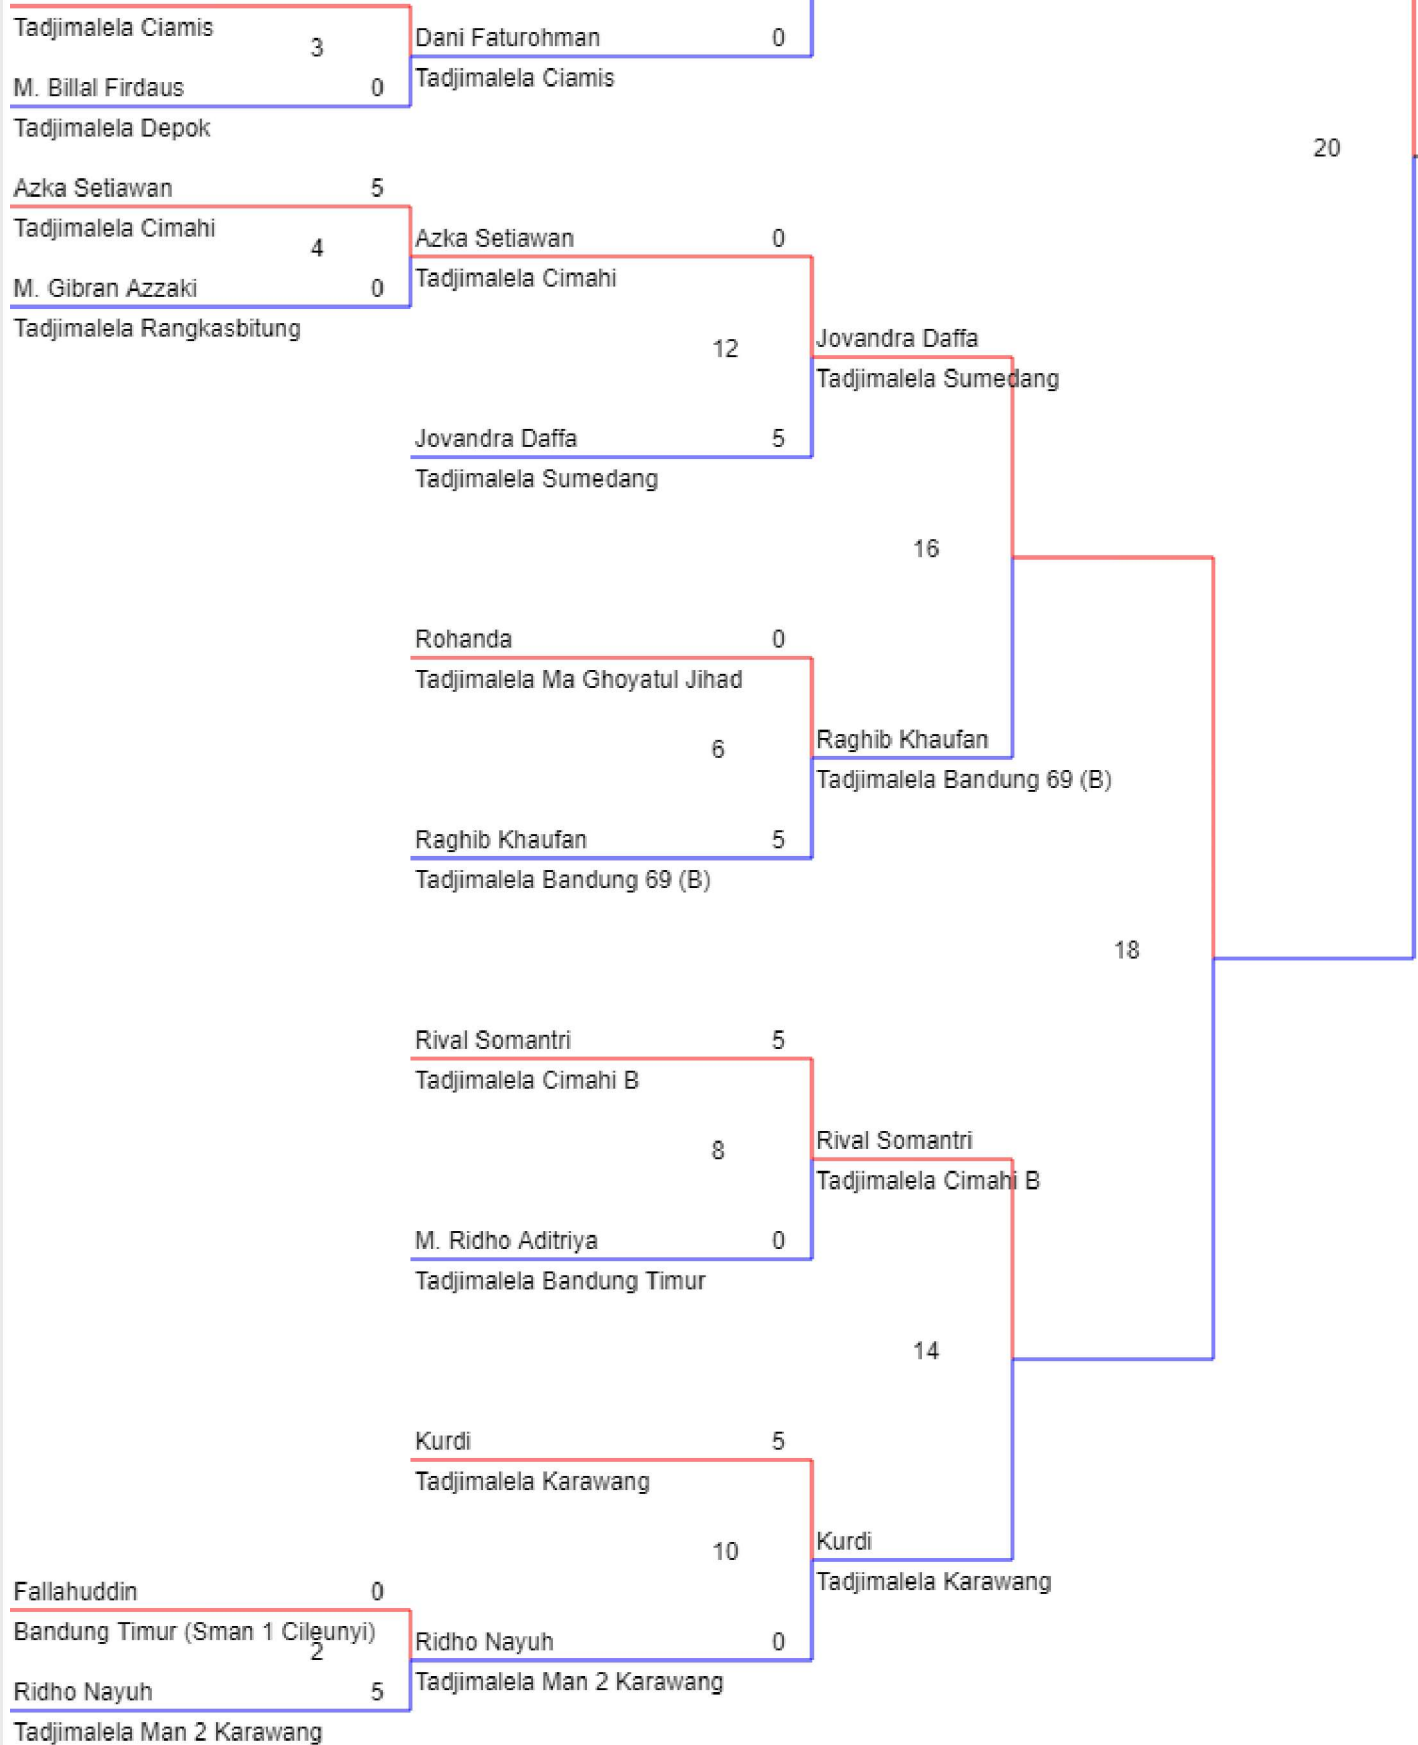 Tadjimalela Ciamis
3
M. Billal Firdaus 0
Tadjimalela Depok
Dani Faturohman 0
Tadjimalela Ciamis
20
Azka Setiawan 5
Tadjimalela Cimahi
4
M. Gibran Azzaki 0
Tadjimalela Rangkasbitung
Azka Setiawan 0
Tadjimalela Cimahi
12
Jovandra Daffa 5
Tadjimalela Sumedang
Jovandra Daffa
Tadjimalela Sumedang
16
Rohanda 0
Tadjimalela Ma Ghoyatul Jihad
6
Raghib Khaufan 5
Tadjimalela Bandung 69 (B)
Raghib Khaufan
Tadjimalela Bandung 69 (B)
18
Rival Somantri 5
Tadjimalela Cimahi B
8
M. Ridho Aditriya 0
Tadjimalela Bandung Timur
Rival Somantri
Tadjimalela Cimahi B
14
Kurdi 5
Tadjimalela Karawang
10
Kurdi
Tadjimalela Karawang
Fallahuddin 0
Bandung Timur (Sman 1 Cileunyi)
2
Ridho Nayuh 5
Tadjimalela Man 2 Karawang
Ridho Nayuh 0
Tadjimalela Man 2 Karawang